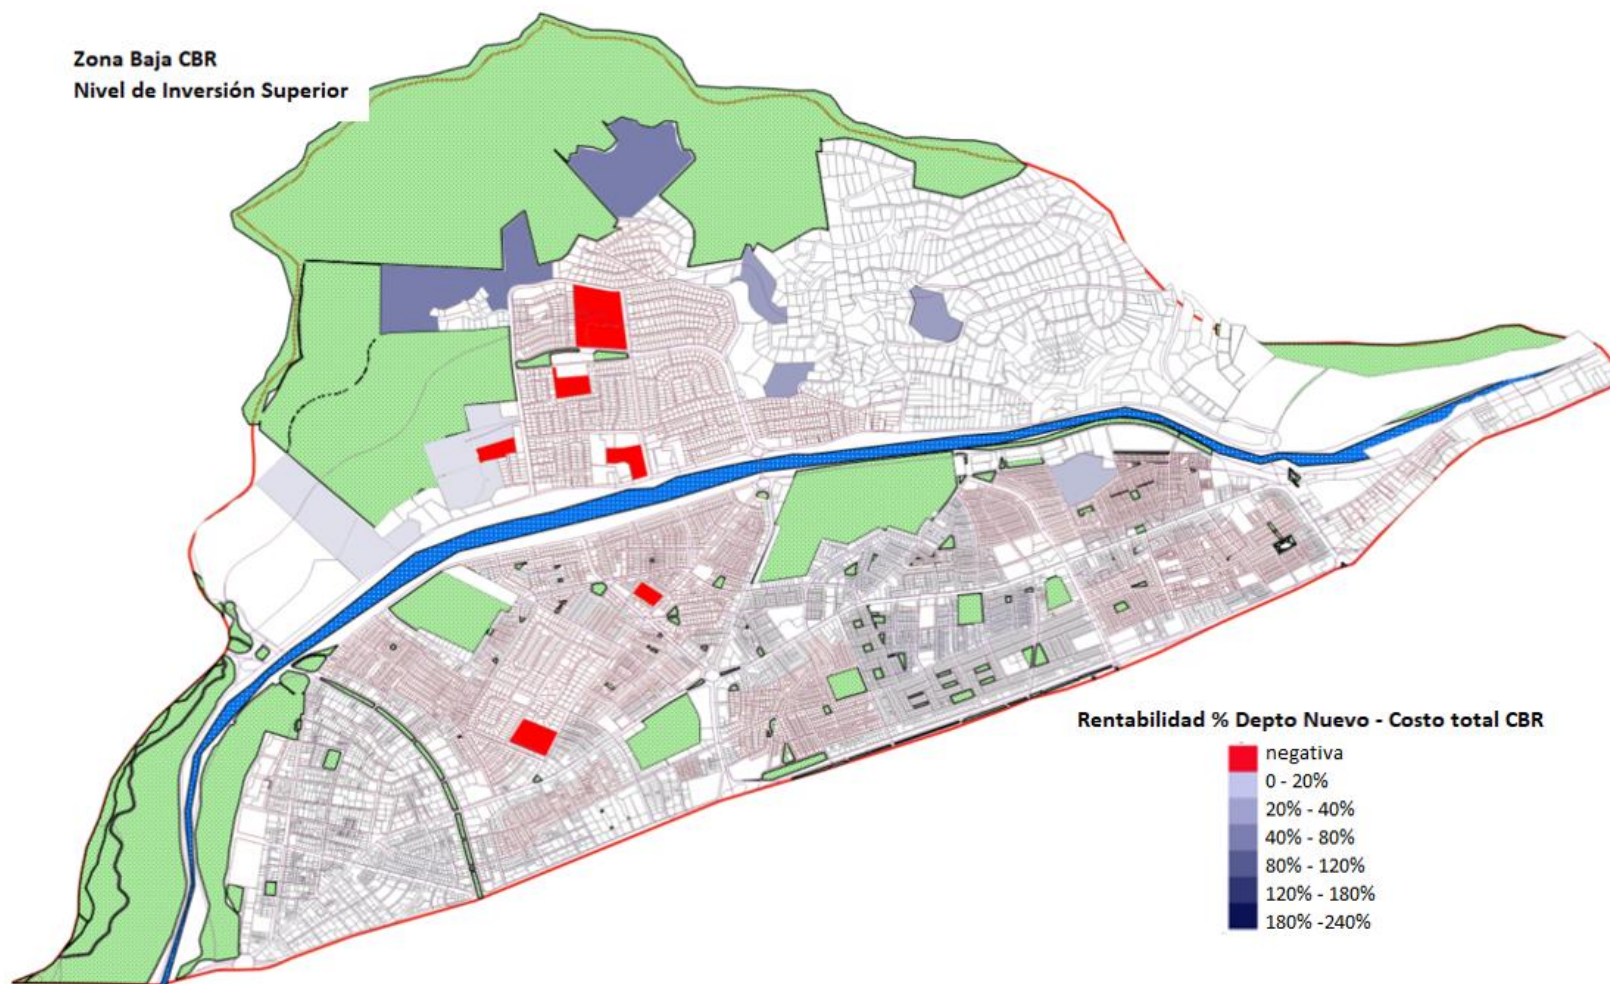 Zona Baja CBR
Nivel de Inversión Superior
Rentabilidad % Depto Nuevo - Costo total CBR
negativa
0 - 20%
20% - 40%
40% - 80%
80% - 120%
120% - 180%
180% -240%